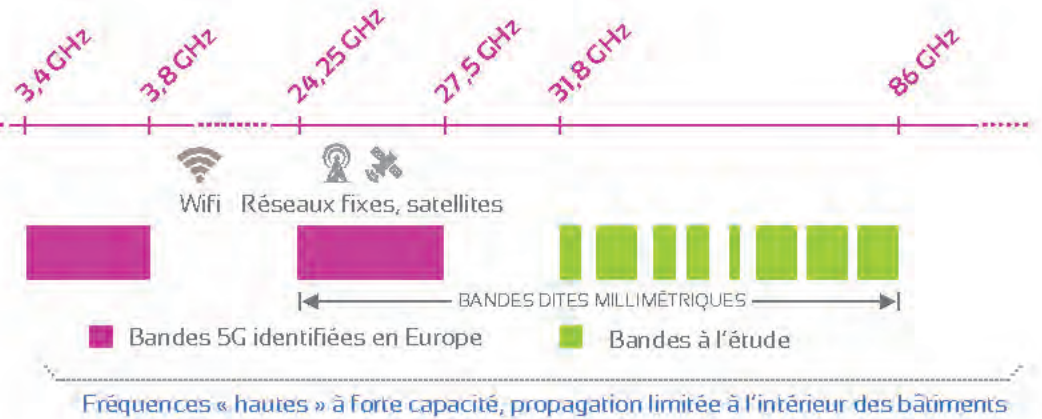 3,4 GHz
3,8 GHz
24,25 GHz
27,5 GHz
31,8 GHz
86 GHz
Wifi
Réseaux fixes, satellites
BANDES DITES MILLIMÉTRIQUES
Bandes 5G identifiées en Europe
Bandes à l'étude
Fréquences « hautes » à forte capacité, propagation limitée à l'intérieur des bâtiments